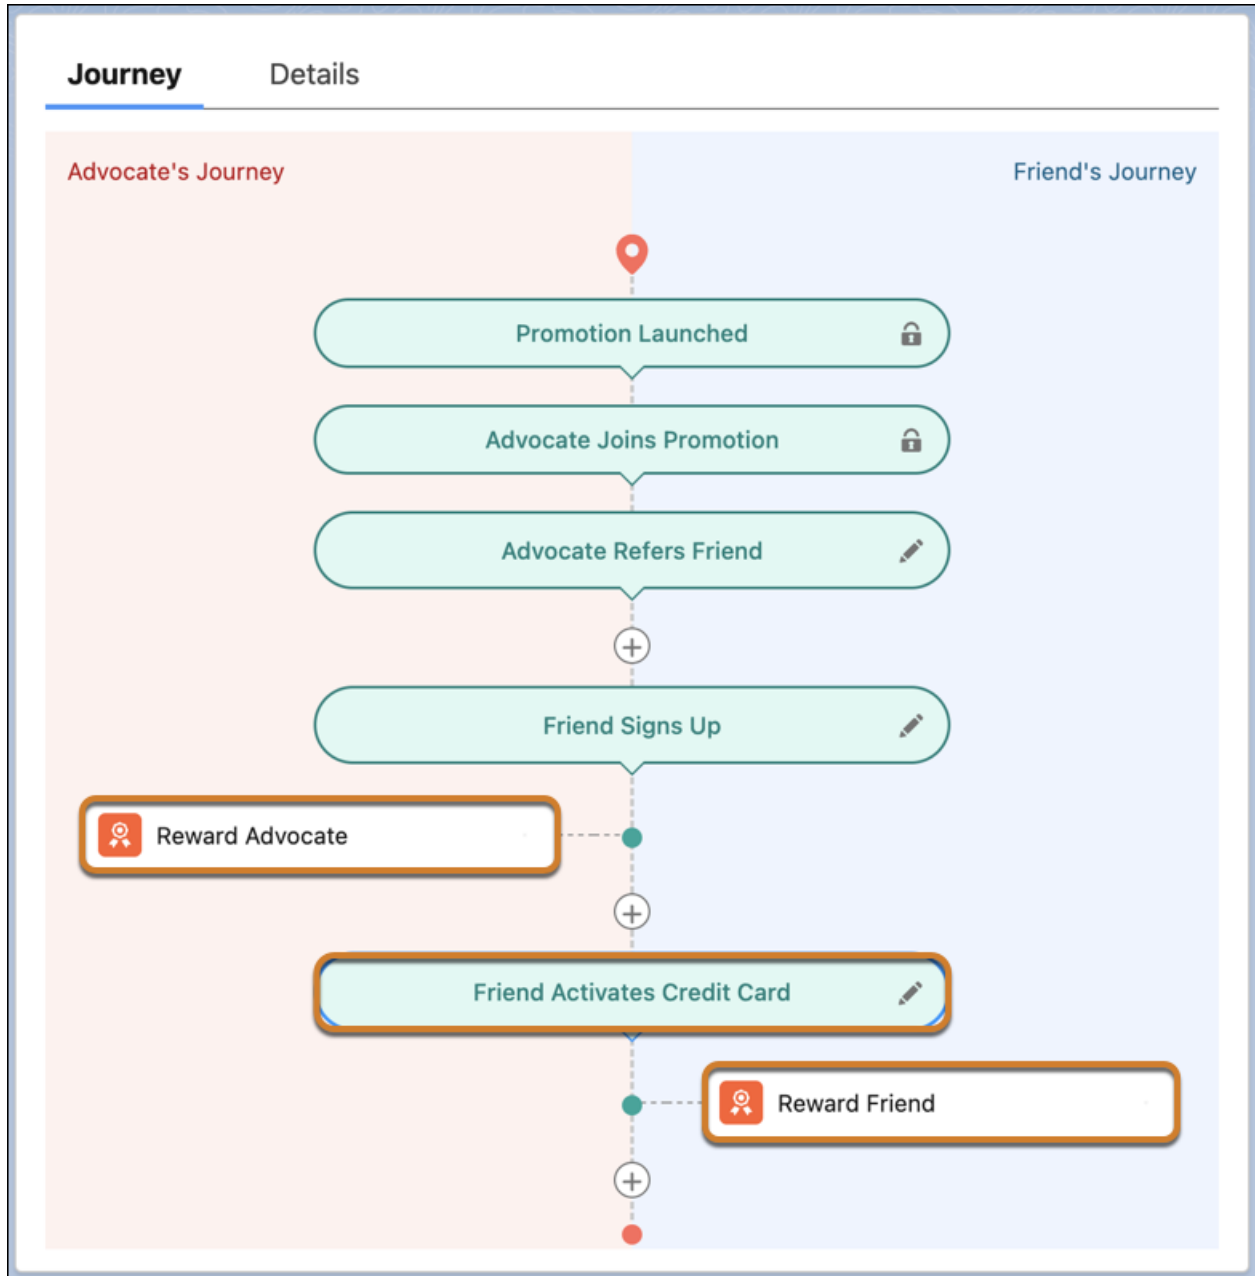 Journey
Details
Advocate's Journey
Friend's Journey
Promotion Launched
Advocate Joins Promotion
Advocate Refers Friend
Friend Signs Up
Reward Advocate
Friend Activates Credit Card
Reward Friend